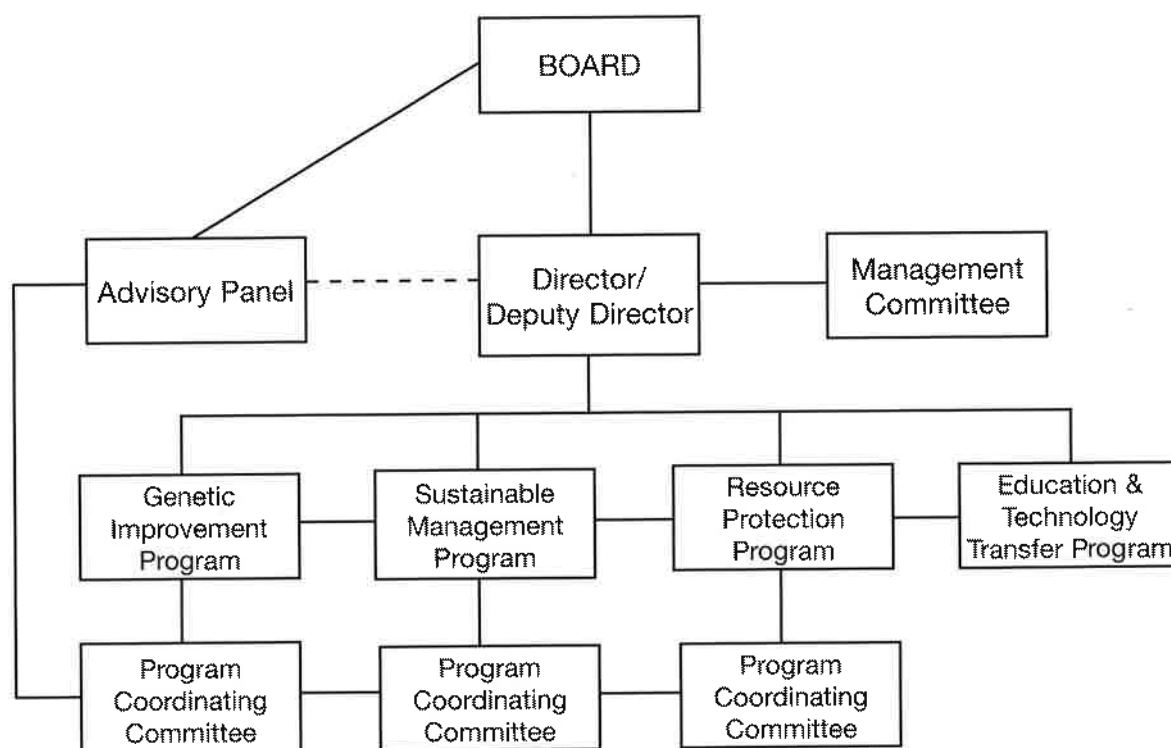 BOARD
Advisory Panel
Director/
Deputy Director
Management
Committee
Genetic
Improvement
Program
Sustainable
Management
Program
Resource
Protection
Program
Education &
Technology
Transfer Program
Program
Coordinating
Committee
Program
Coordinating
Committee
Program
Coordinating
Committee